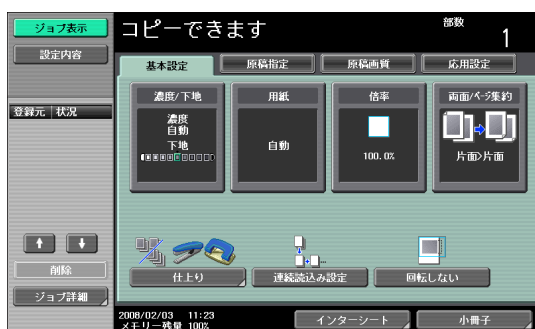 ジョブ表示
設定内容
登録元 状況
削除
ジョブ詳細
コピーできます
部数
1
基本設定
原稿指定
原稿画質
応用設定
濃度/下地
濃度
自動
下地
用紙
自動
倍率
100.0%
両面/ページ集約
片面>片面
仕上り
連続読込み設定
回転しない
2008/02/03 11:23
メモリー残量 100%
インターシート
小冊子